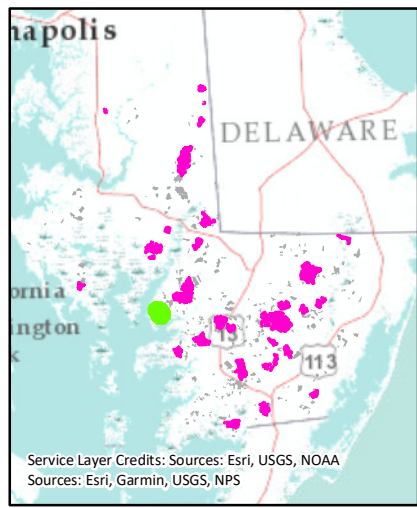 napolis
DELAWARE
ornia
ington
k
13
113
Service Layer Credits: Sources: Esri, USGS, NOAA
Sources: Esri, Garmin, USGS, NPS